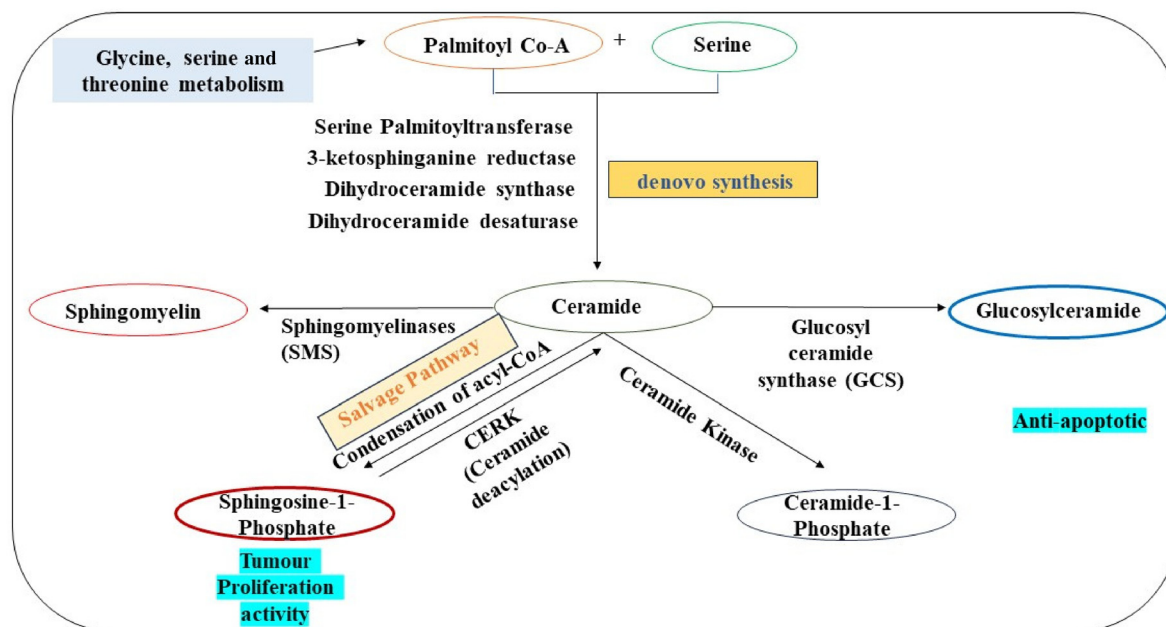 Palmitoyl Co-A + Serine
Glycine, serine and
threonine metabolism
Serine Palmitoyltransferase
3-ketosphinganine reductase
Dihydroceramide synthase
Dihydroceramide desaturase
denovo synthesis
Sphingomyelin
Ceramide
Glucosylceramide
Sphingomyelinases
(SMS)
Glucosyl
ceramide
synthase (GCS)
Salvage Pathway
Condensation of acyl-CoA
CERK
(Ceramide
deacylation)
Ceramide Kinase
Anti-apoptotic
Sphingosine-1-
Phosphate
Ceramide-1-
Phosphate
Tumour
Proliferation
activity